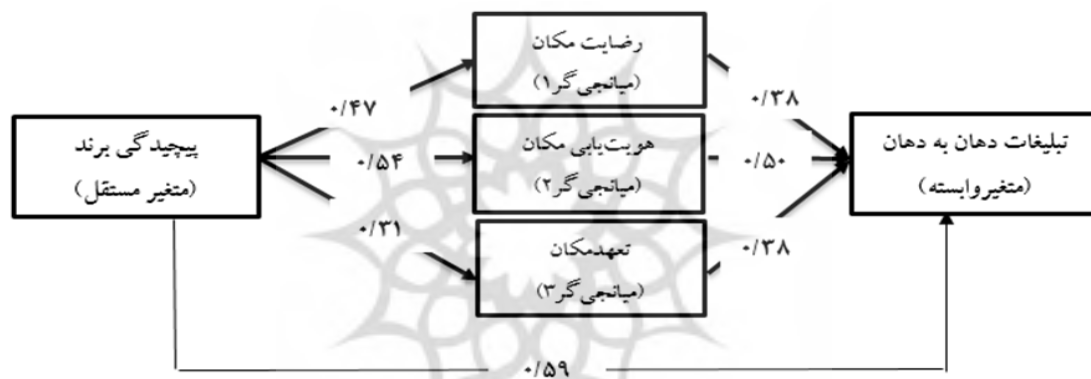 رضایت مکان
(میانجی‌گر۱)
۰/۴۷
۰/۳۸
پیچیدگی برند
(متغیر مستقل)
۰/۵۴
هویت‌یابی مکان
(میانجی‌گر۲)
۰/۵۰
تبلیغات دهان به دهان
(متغیروابسته)
۰/۳۱
تعهدمکان
(میانجی‌گر۳)
۰/۳۸
۰/۵۹